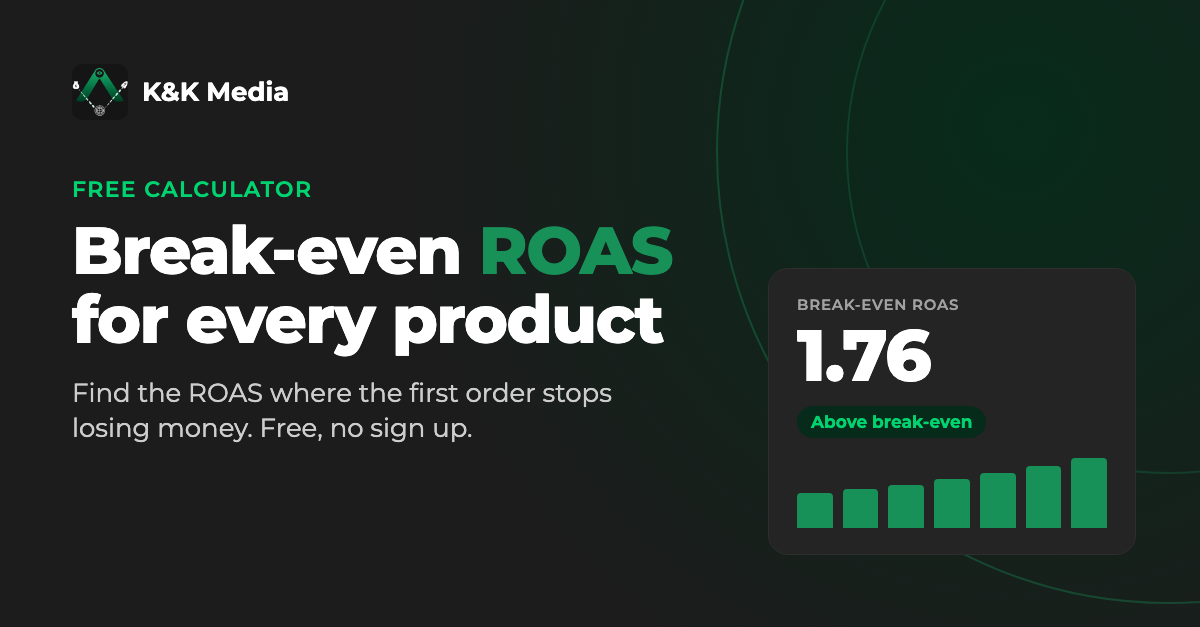 K&K Media
FREE CALCULATOR
Break-even ROAS
for every product
Find the ROAS where the first order stops
losing money. Free, no sign up.
BREAK-EVEN ROAS
1.76
Above break-even